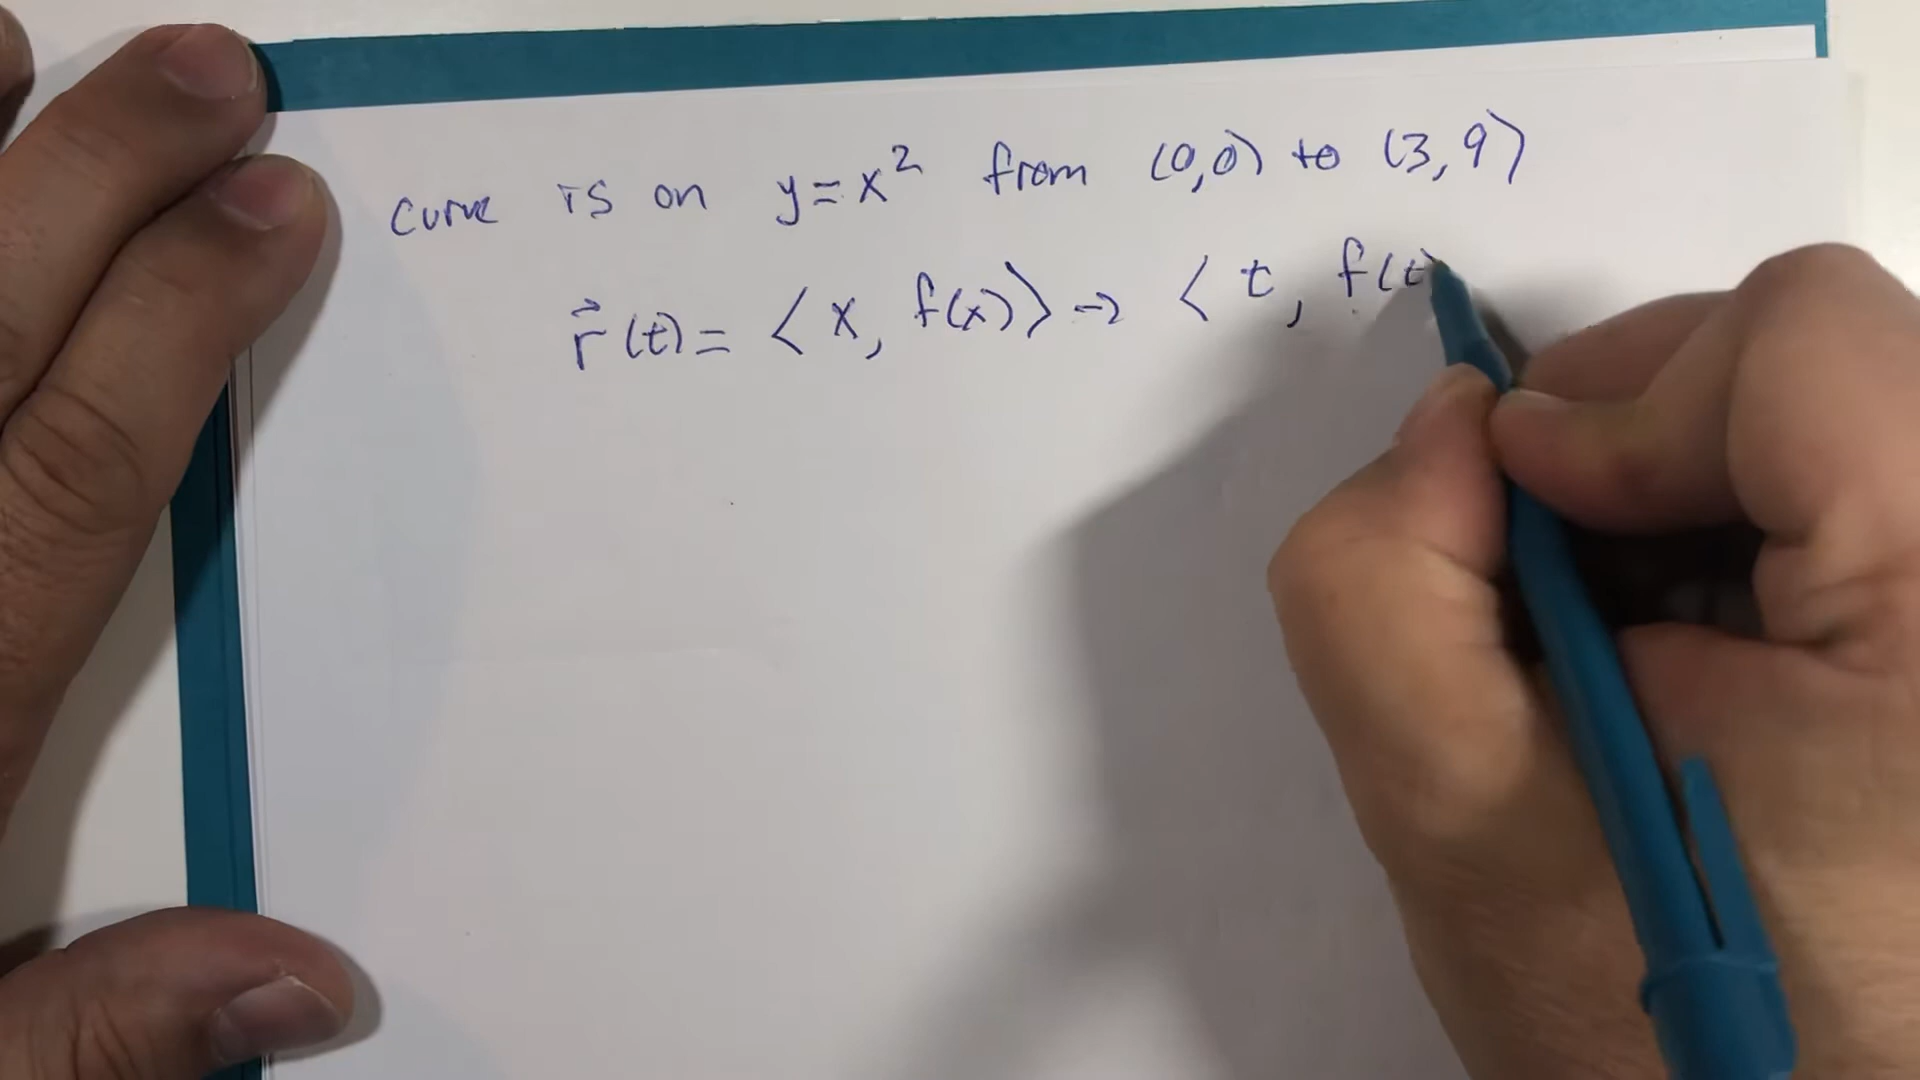 curve is on y=x² from (0,0) to (3,9)
r⃗(t)= ⟨x, f(x)⟩→ ⟨t, f(t)